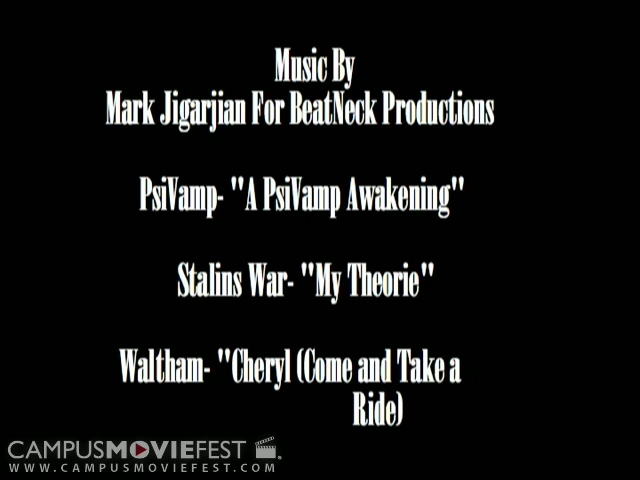 Music By
Mark Jigarjian For BeatNeck Productions
PsiVamp- "A PsiVamp Awakening"
Stalins War- "My Theorie"
Waltham- "Cheryl (Come and Take a
Ride)
CAMPUSMOVIEFEST
WWW.CAMPUSMOVIEFEST.COM